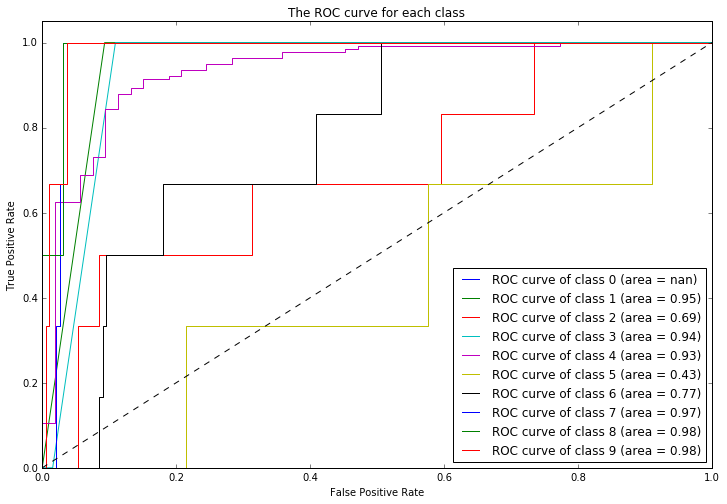 The ROC curve for each class
True Positive Rate
1.0
0.8
0.6
0.4
0.2
0.0
ROC curve of class 0 (area = nan)
ROC curve of class 1 (area = 0.95)
ROC curve of class 2 (area = 0.69)
ROC curve of class 3 (area = 0.94)
ROC curve of class 4 (area = 0.93)
ROC curve of class 5 (area = 0.43)
ROC curve of class 6 (area = 0.77)
ROC curve of class 7 (area = 0.97)
ROC curve of class 8 (area = 0.98)
ROC curve of class 9 (area = 0.98)
0.0 0.2 0.4 0.6 0.8 1.0
False Positive Rate